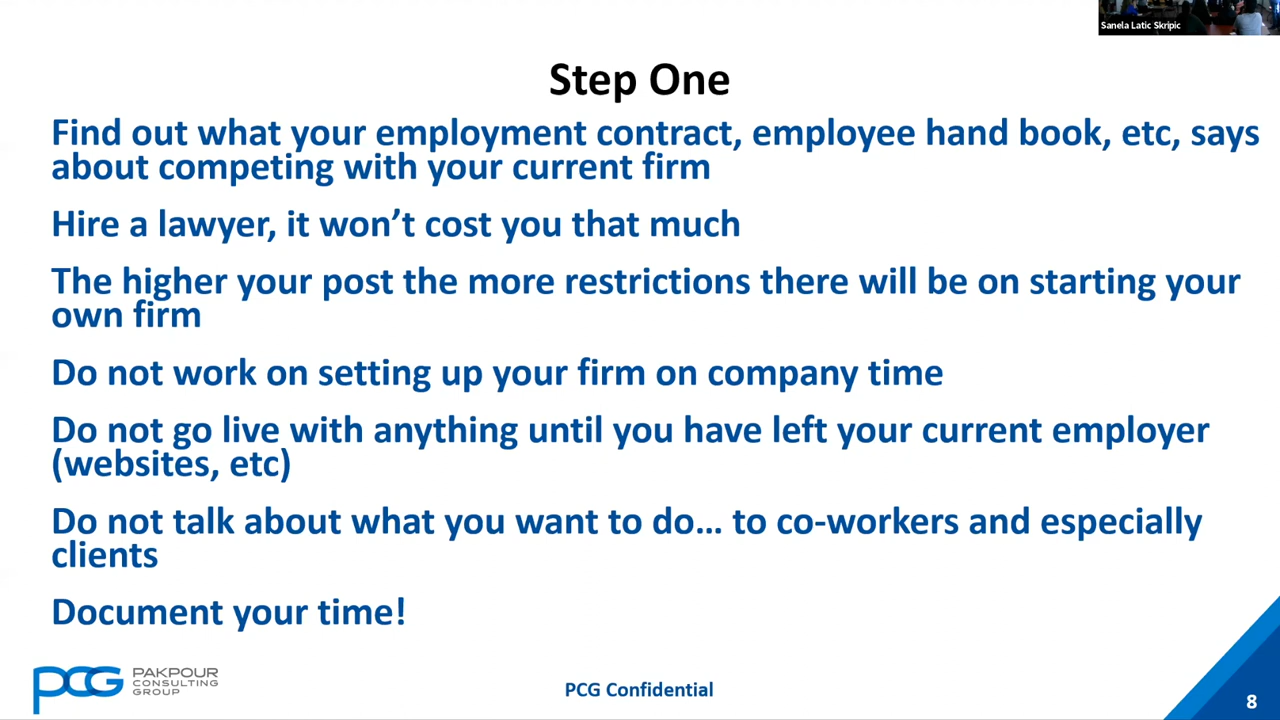 Sanela Latic Skripic
Step One
Find out what your employment contract, employee hand book, etc, says
about competing with your current firm
Hire a lawyer, it won’t cost you that much
The higher your post the more restrictions there will be on starting your
own firm
Do not work on setting up your firm on company time
Do not go live with anything until you have left your current employer
(websites, etc)
Do not talk about what you want to do… to co-workers and especially
clients
Document your time!
PCG PAKPOUR
CONSULTING
GROUP
PCG Confidential
8